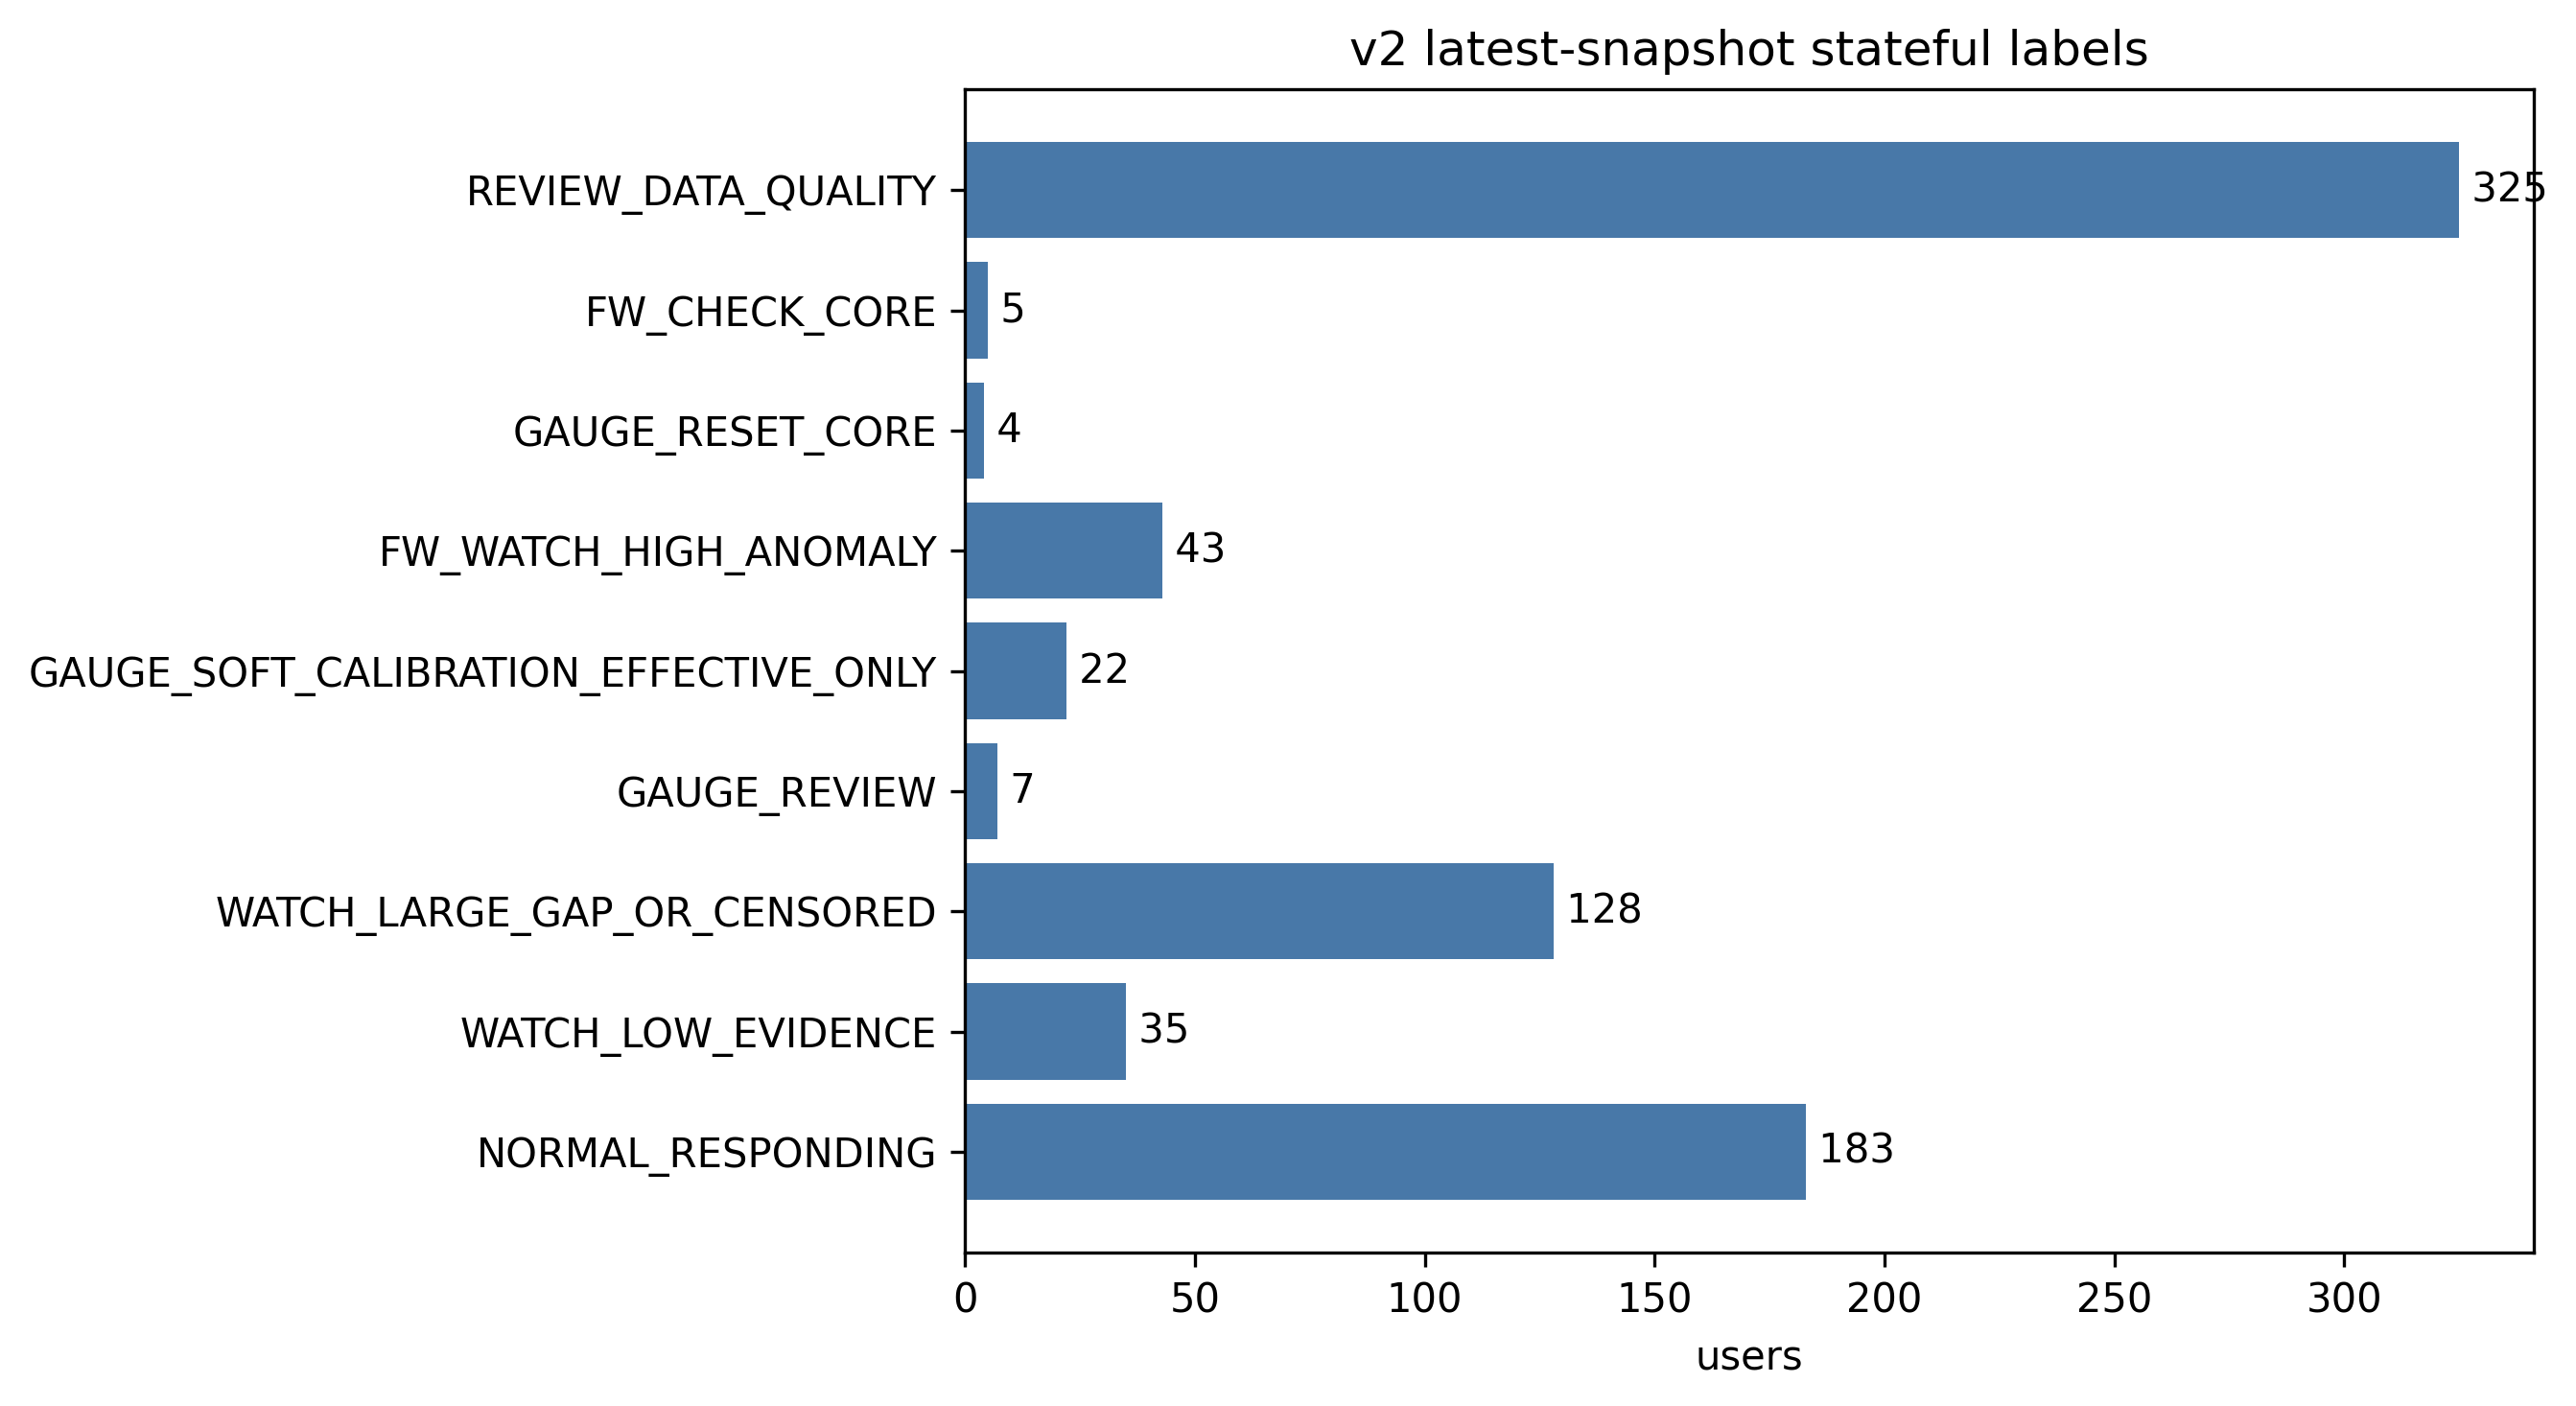 v2 latest-snapshot stateful labels
REVIEW_DATA_QUALITY 325
FW_CHECK_CORE 5
GAUGE_RESET_CORE 4
FW_WATCH_HIGH_ANOMALY 43
GAUGE_SOFT_CALIBRATION_EFFECTIVE_ONLY 22
GAUGE_REVIEW 7
WATCH_LARGE_GAP_OR_CENSORED 128
WATCH_LOW_EVIDENCE 35
NORMAL_RESPONDING 183
0 50 100 150 200 250 300
users